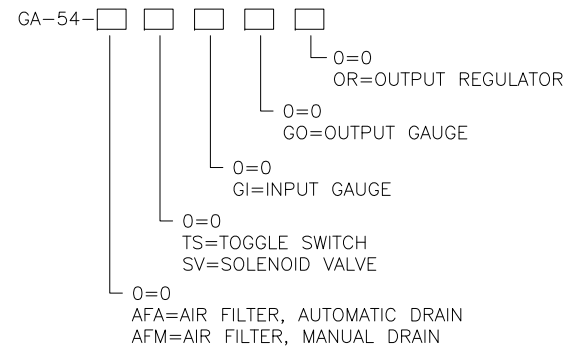 GA-54-
0=0
OR=OUTPUT REGULATOR
0=0
GO=OUTPUT GAUGE
0=0
GI=INPUT GAUGE
0=0
TS=TOGGLE SWITCH
SV=SOLENOID VALVE
0=0
AFA=AIR FILTER, AUTOMATIC DRAIN
AFM=AIR FILTER, MANUAL DRAIN